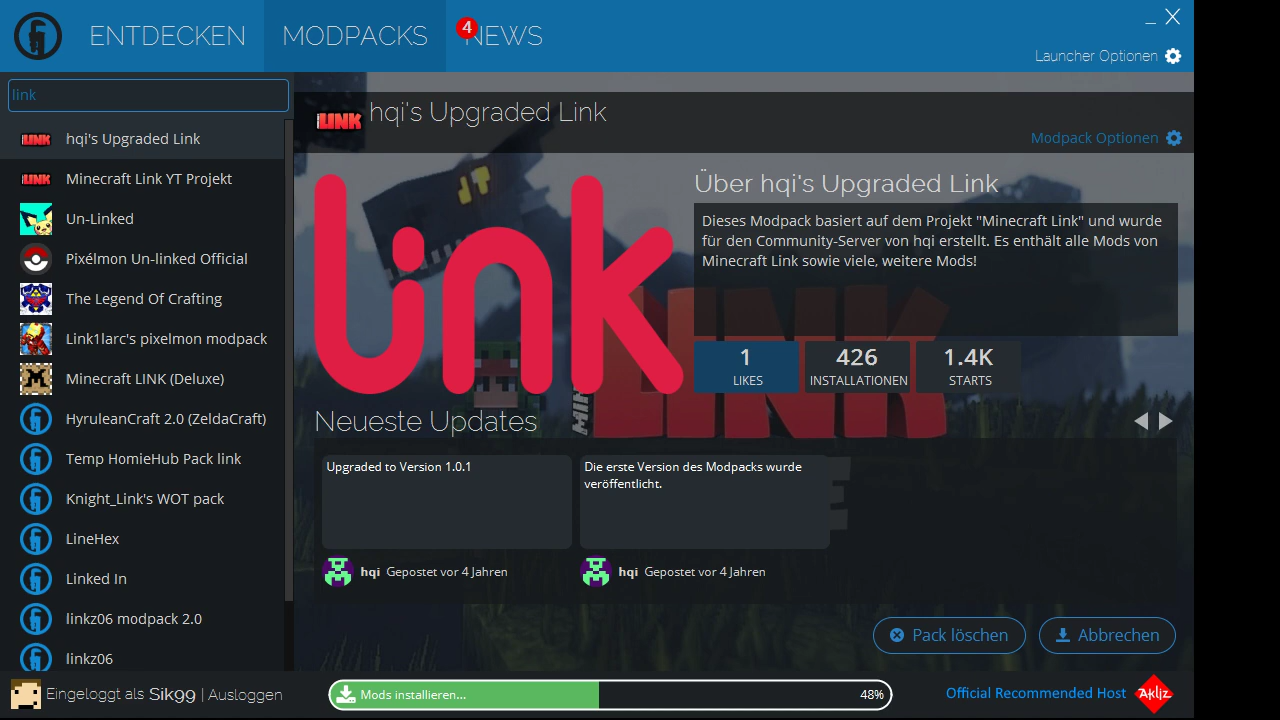 ENTDECKEN
MODPACKS
4
NEWS
Launcher Optionen
link
hqi's Upgraded Link
Minecraft Link YT Projekt
Un-Linked
Pixélmon Un-linked Official
The Legend Of Crafting
Link1larc's pixelmon modpack
Minecraft LINK (Deluxe)
HyruleanCraft 2.0 (ZeldaCraft)
Temp HomieHub Pack link
Knight_Link's WOT pack
LineHex
Linked In
linkz06 modpack 2.0
linkz06
LINK
LINK
LINK
hqi's Upgraded Link
Modpack Optionen
Link
Über hqi's Upgraded Link
Dieses Modpack basiert auf dem Projekt "Minecraft Link" und wurde
für den Community-Server von hqi erstellt. Es enthält alle Mods von
Minecraft Link sowie viele, weitere Mods!
LINK
1
LIKES
426
INSTALLATIONEN
1.4K
STARTS
Neueste Updates
Upgraded to Version 1.0.1
Die erste Version des Modpacks wurde
veröffentlicht.
hqi Gepostet vor 4 Jahren
hqi Gepostet vor 4 Jahren
Pack löschen
Abbrechen
Eingeloggt als Sik99 | Ausloggen
Mods installieren...
48%
Official Recommended Host
Akliz